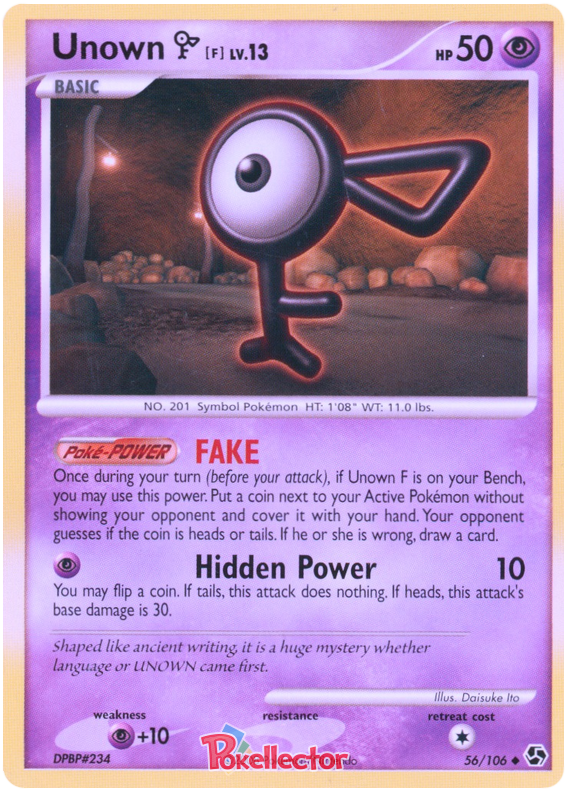 Unown [F] LV.13 HP 50
BASIC
NO. 201 Symbol Pokémon HT: 1'08" WT: 11.0 lbs.
Poké-POWER FAKE
Once during your turn (before your attack), if Unown F is on your Bench,
you may use this power. Put a coin next to your Active Pokémon without
showing your opponent and cover it with your hand. Your opponent
guesses if the coin is heads or tails. If he or she is wrong, draw a card.
Hidden Power 10
You may flip a coin. If tails, this attack does nothing. If heads, this attack's
base damage is 30.
Shaped like ancient writing, it is a huge mystery whether
language or UNOWN came first.
Illus. Daisuke Ito
weakness resistance retreat cost
+10
DPBP#234 Pokellector 56/106